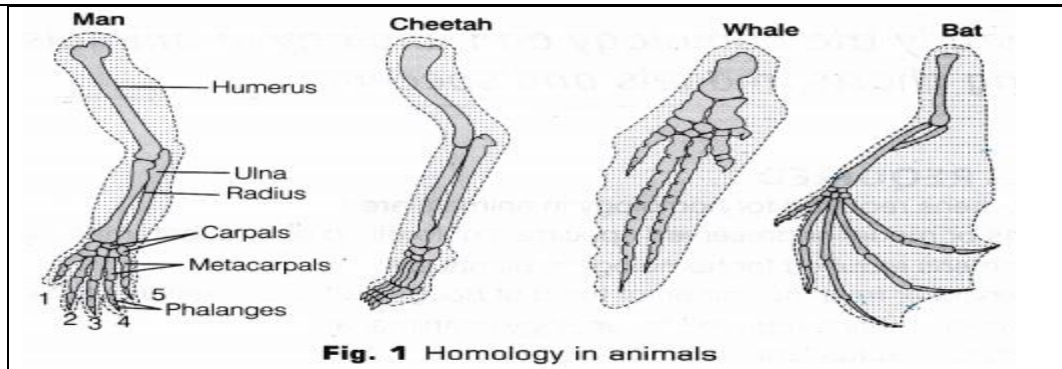 Man
Cheetah
Whale
Bat
Humerus
Ulna
Radius
Carpals
Metacarpals
Phalanges
1
2
3
4
5
Fig. 1 Homology in animals